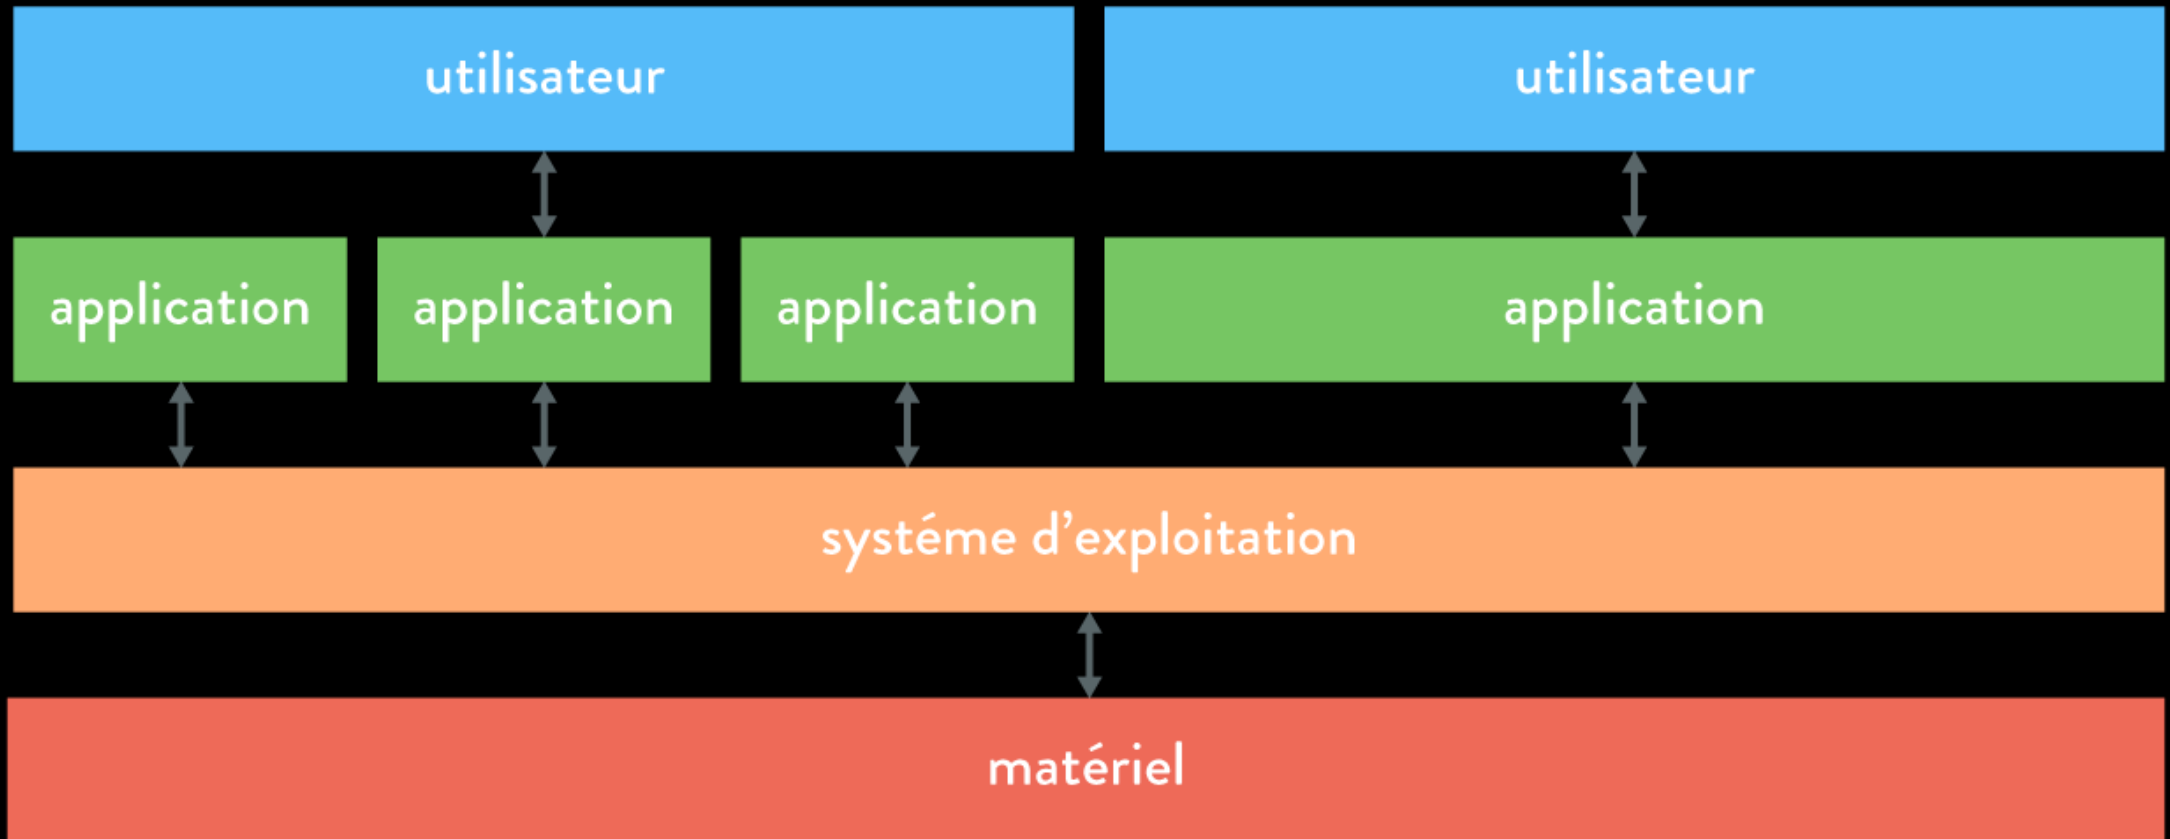 utilisateur
utilisateur
application
application
application
application
systéme d’exploitation
matériel